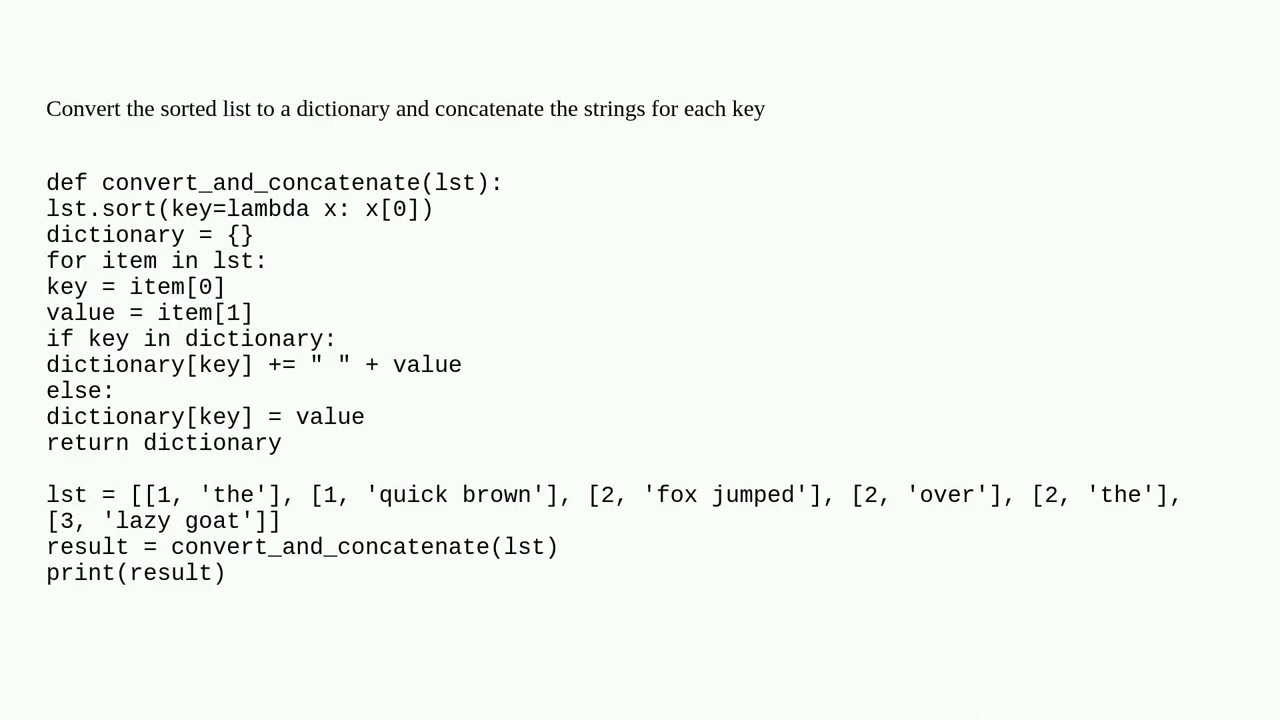 Convert the sorted list to a dictionary and concatenate the strings for each key
def convert_and_concatenate(lst):
lst.sort(key=lambda x: x[0])
dictionary = {}
for item in lst:
key = item[0]
value = item[1]
if key in dictionary:
dictionary[key] += " " + value
else:
dictionary[key] = value
return dictionary
lst = [[1, 'the'], [1, 'quick brown'], [2, 'fox jumped'], [2, 'over'], [2, 'the'],
[3, 'lazy goat']]
result = convert_and_concatenate(lst)
print(result)